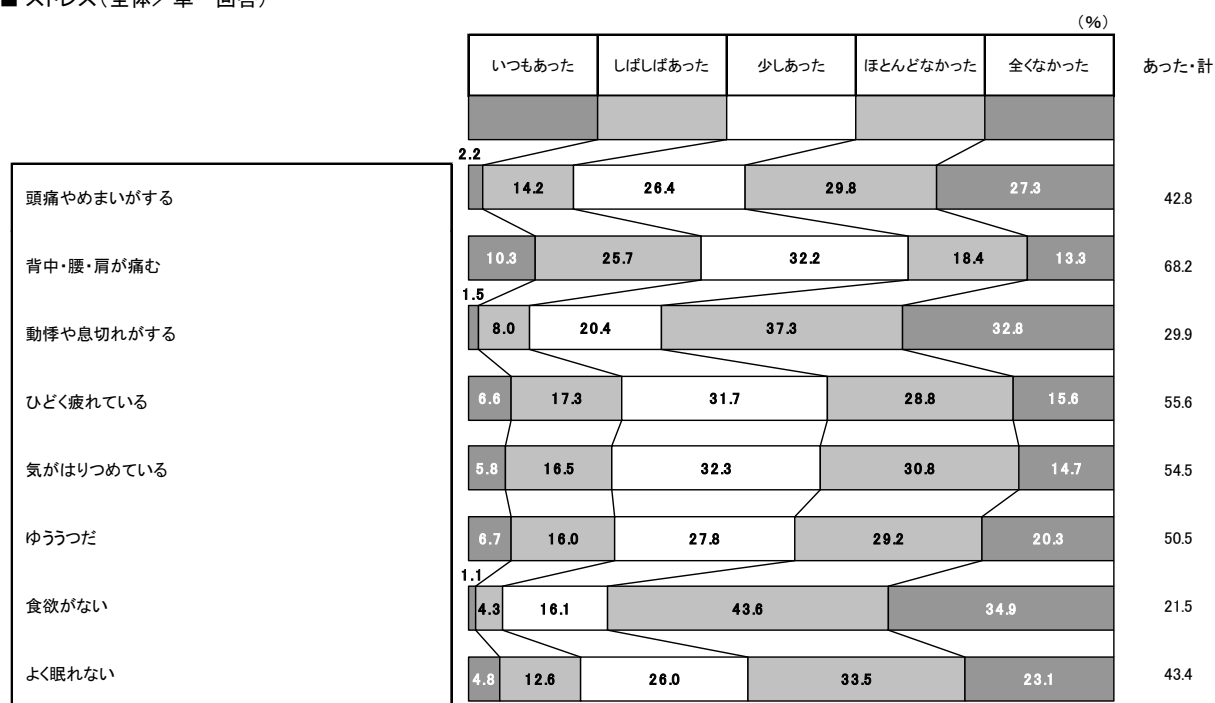 ■ ストレス(全体/単一回答)
(%)
いつもあった しばしばあった 少しあった ほとんどなかった 全くなかった あった・計
頭痛やめまいがする 2.2 14.2 26.4 29.8 27.3 42.8
背中・腰・肩が痛む 10.3 25.7 32.2 18.4 13.3 68.2
動悸や息切れがする 1.5 8.0 20.4 37.3 32.8 29.9
ひどく疲れている 6.6 17.3 31.7 28.8 15.6 55.6
気がはりつめている 5.8 16.5 32.3 30.8 14.7 54.5
ゆううつだ 6.7 16.0 27.8 29.2 20.3 50.5
食欲がない 1.1 4.3 16.1 43.6 34.9 21.5
よく眠れない 4.8 12.6 26.0 33.5 23.1 43.4